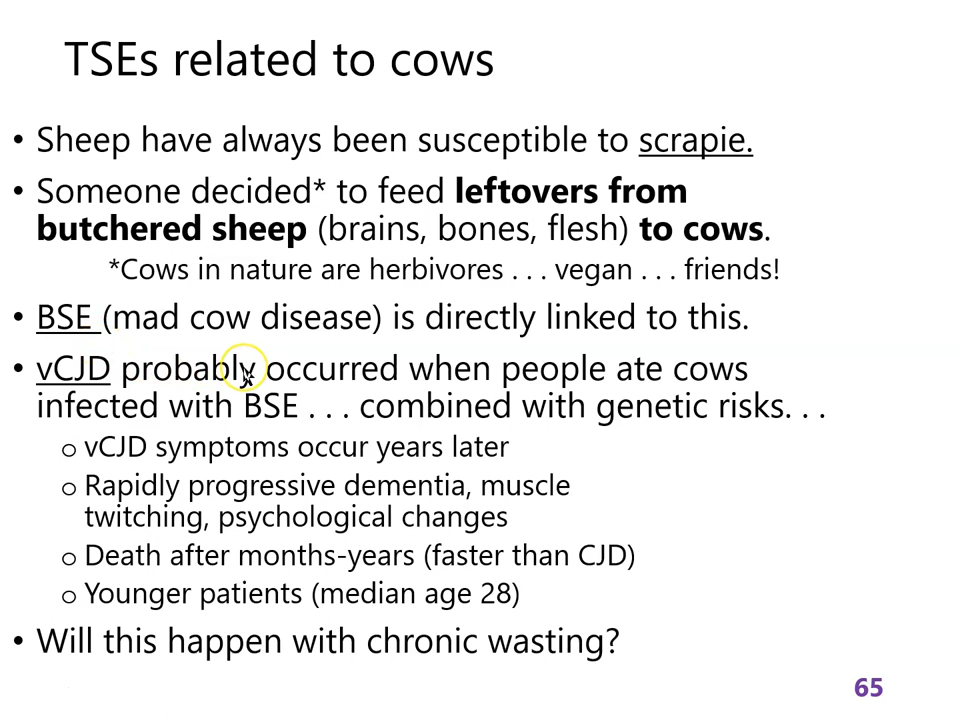 TSEs related to cows
• Sheep have always been susceptible to scrapie.
• Someone decided* to feed leftovers from
butchered sheep (brains, bones, flesh) to cows.
*Cows in nature are herbivores . . . vegan . . . friends!
• BSE (mad cow disease) is directly linked to this.
• vCJD probably occurred when people ate cows
infected with BSE . . . combined with genetic risks. . .
o vCJD symptoms occur years later
o Rapidly progressive dementia, muscle
twitching, psychological changes
o Death after months-years (faster than CJD)
o Younger patients (median age 28)
• Will this happen with chronic wasting?
65